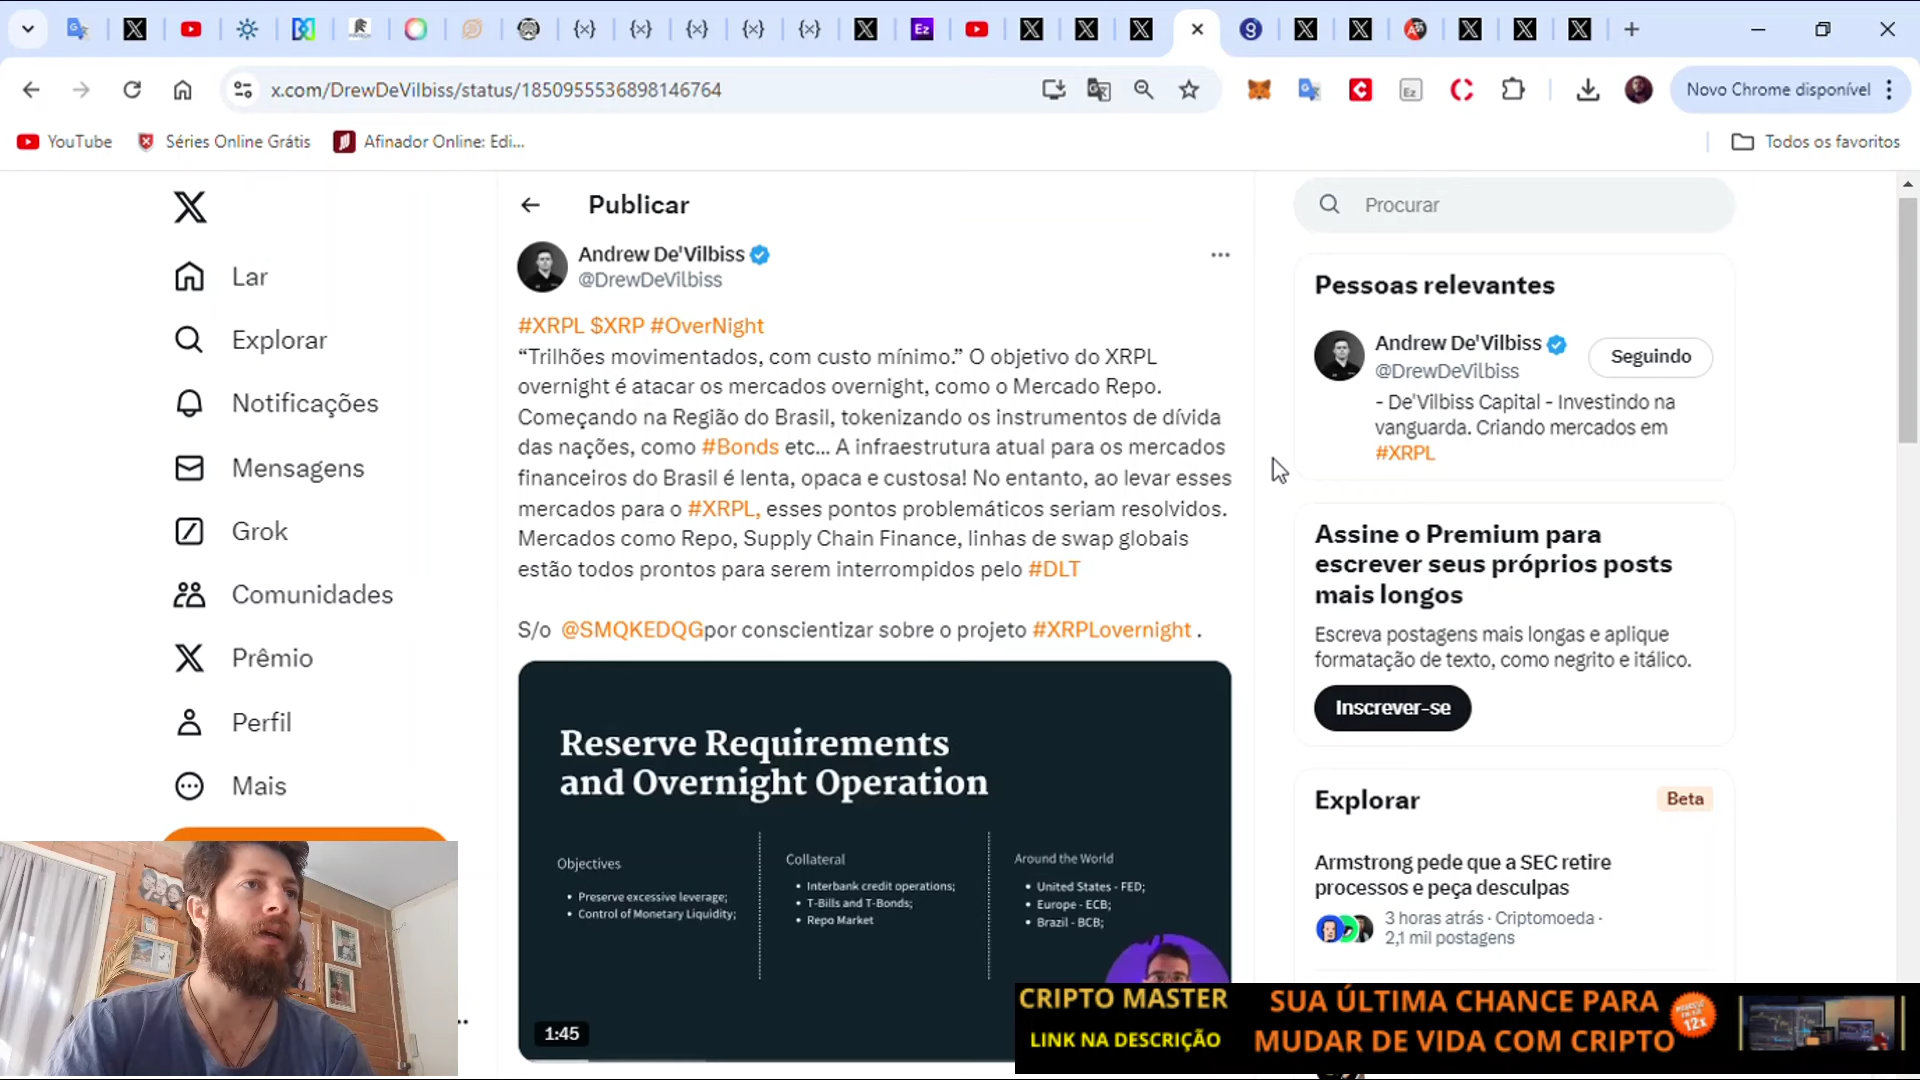 x.com/DrewDeVilbiss/status/1850955536898146764
Novo Chrome disponível
YouTube
Séries Online Grátis
Afinador Online: Edi...
Todos os favoritos
Lar
Explorar
Notificações
Mensagens
Grok
Comunidades
Prêmio
Perfil
Mais
Publicar
Andrew De'Vilbiss
@DrewDeVilbiss
#XRPL $XRP #OverNight
“Trilhões movimentados, com custo mínimo.” O objetivo do XRPL
overnight é atacar os mercados overnight, como o Mercado Repo.
Começando na Região do Brasil, tokenizando os instrumentos de dívida
das nações, como #Bonds etc... A infraestrutura atual para os mercados
financeiros do Brasil é lenta, opaca e custosa! No entanto, ao levar esses
mercados para o #XRPL, esses pontos problemáticos seriam resolvidos.
Mercados como Repo, Supply Chain Finance, linhas de swap globais
estão todos prontos para serem interrompidos pelo #DLT
S/o @SMQKEDQGpor conscientizar sobre o projeto #XRPLovernight .
Reserve Requirements
and Overnight Operation
Objectives
• Preserve excessive leverage;
• Control of Monetary Liquidity;
Collateral
• Interbank credit operations;
• T-Bills and T-Bonds;
• Repo Market
Around the World
• United States - FED;
• Europe - ECB;
• Brazil - BCB;
1:45
Procurar
Pessoas relevantes
Andrew De'Vilbiss
@DrewDeVilbiss
Seguindo
- De'Vilbiss Capital - Investindo na
vanguarda. Criando mercados em
#XRPL
Assine o Premium para
escrever seus próprios posts
mais longos
Escreva postagens mais longas e aplique
formatação de texto, como negrito e itálico.
Inscrever-se
Explorar
Beta
Armstrong pede que a SEC retire
processos e peça desculpas
3 horas atrás · Criptomoeda ·
2,1 mil postagens
CRIPTO MASTER
LINK NA DESCRIÇÃO
SUA ÚLTIMA CHANCE PARA
MUDAR DE VIDA COM CRIPTO
12x